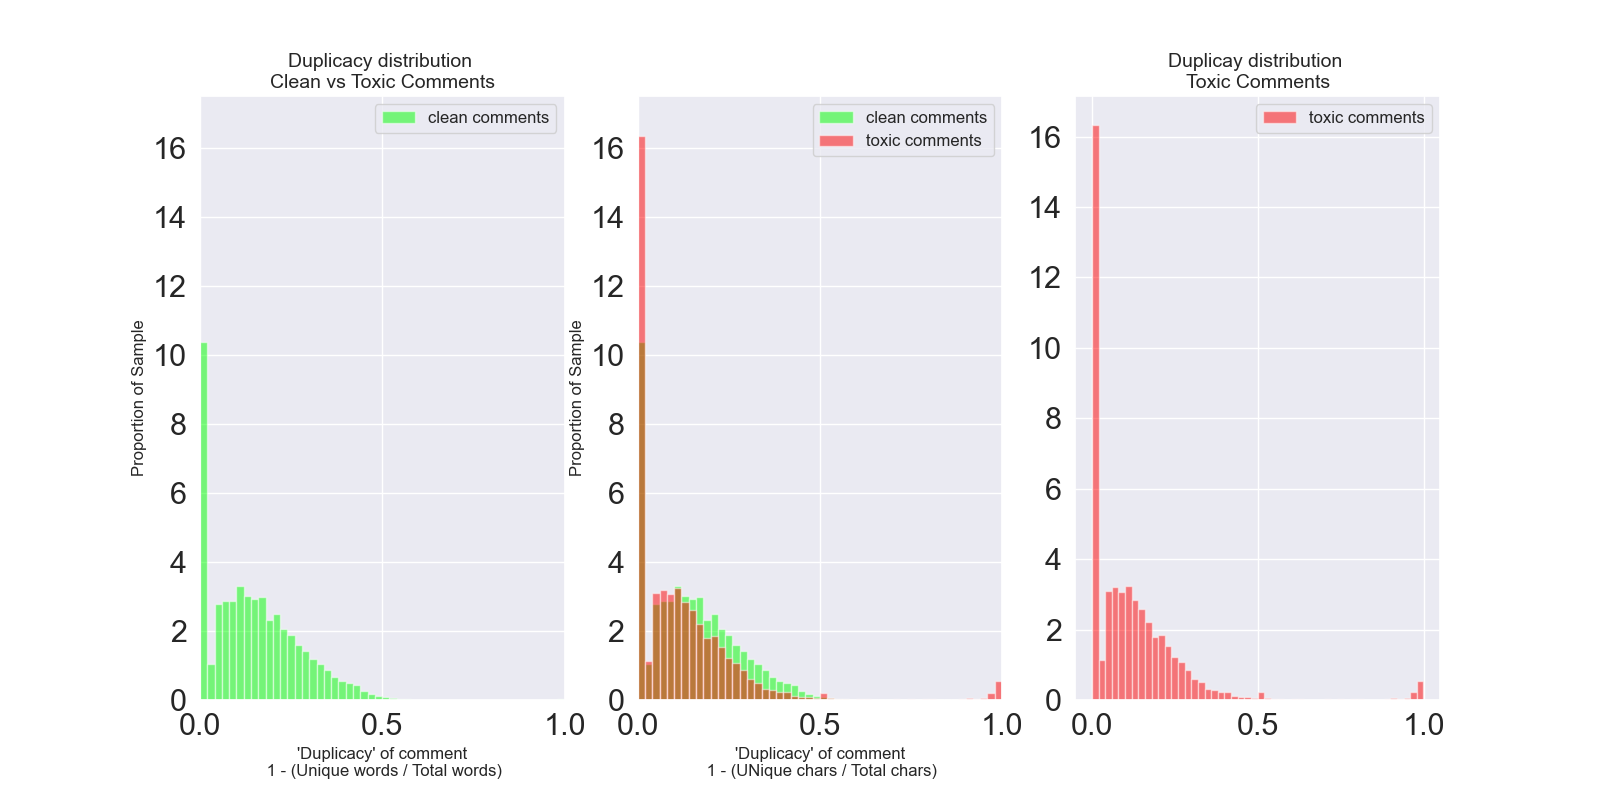 Duplicacy distribution
Clean vs Toxic Comments
clean comments
16
14
12
10
8
6
4
2
0
Proportion of Sample
0.0
0.5
1.0
'Duplicacy' of comment
1 - (Unique words / Total words)
clean comments
toxic comments
16
14
12
10
8
6
4
2
0
Proportion of Sample
0.0
0.5
1.0
'Duplicacy' of comment
1 - (UNique chars / Total chars)
Duplicay distribution
Toxic Comments
toxic comments
16
14
12
10
8
6
4
2
0
0.0
0.5
1.0